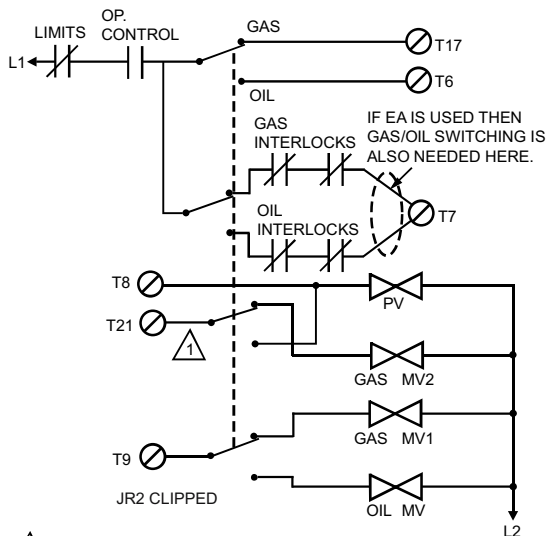 LIMITS
OP.
CONTROL
L1
GAS
T17
T6
OIL
IF EA IS USED THEN
GAS/OIL SWITCHING IS
ALSO NEEDED HERE.
GAS
INTERLOCKS
T7
OIL
INTERLOCKS
T8
PV
T21
1
GAS MV2
GAS MV1
T9
JR2 CLIPPED
OIL MV
L2